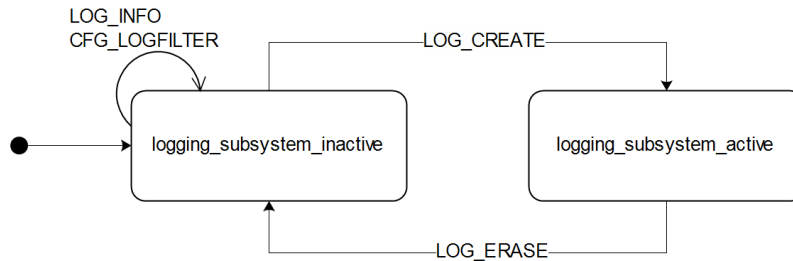 LOG_INFO
CFG_LOGFILTER
LOG_CREATE
logging_subsystem_inactive
logging_subsystem_active
LOG_ERASE